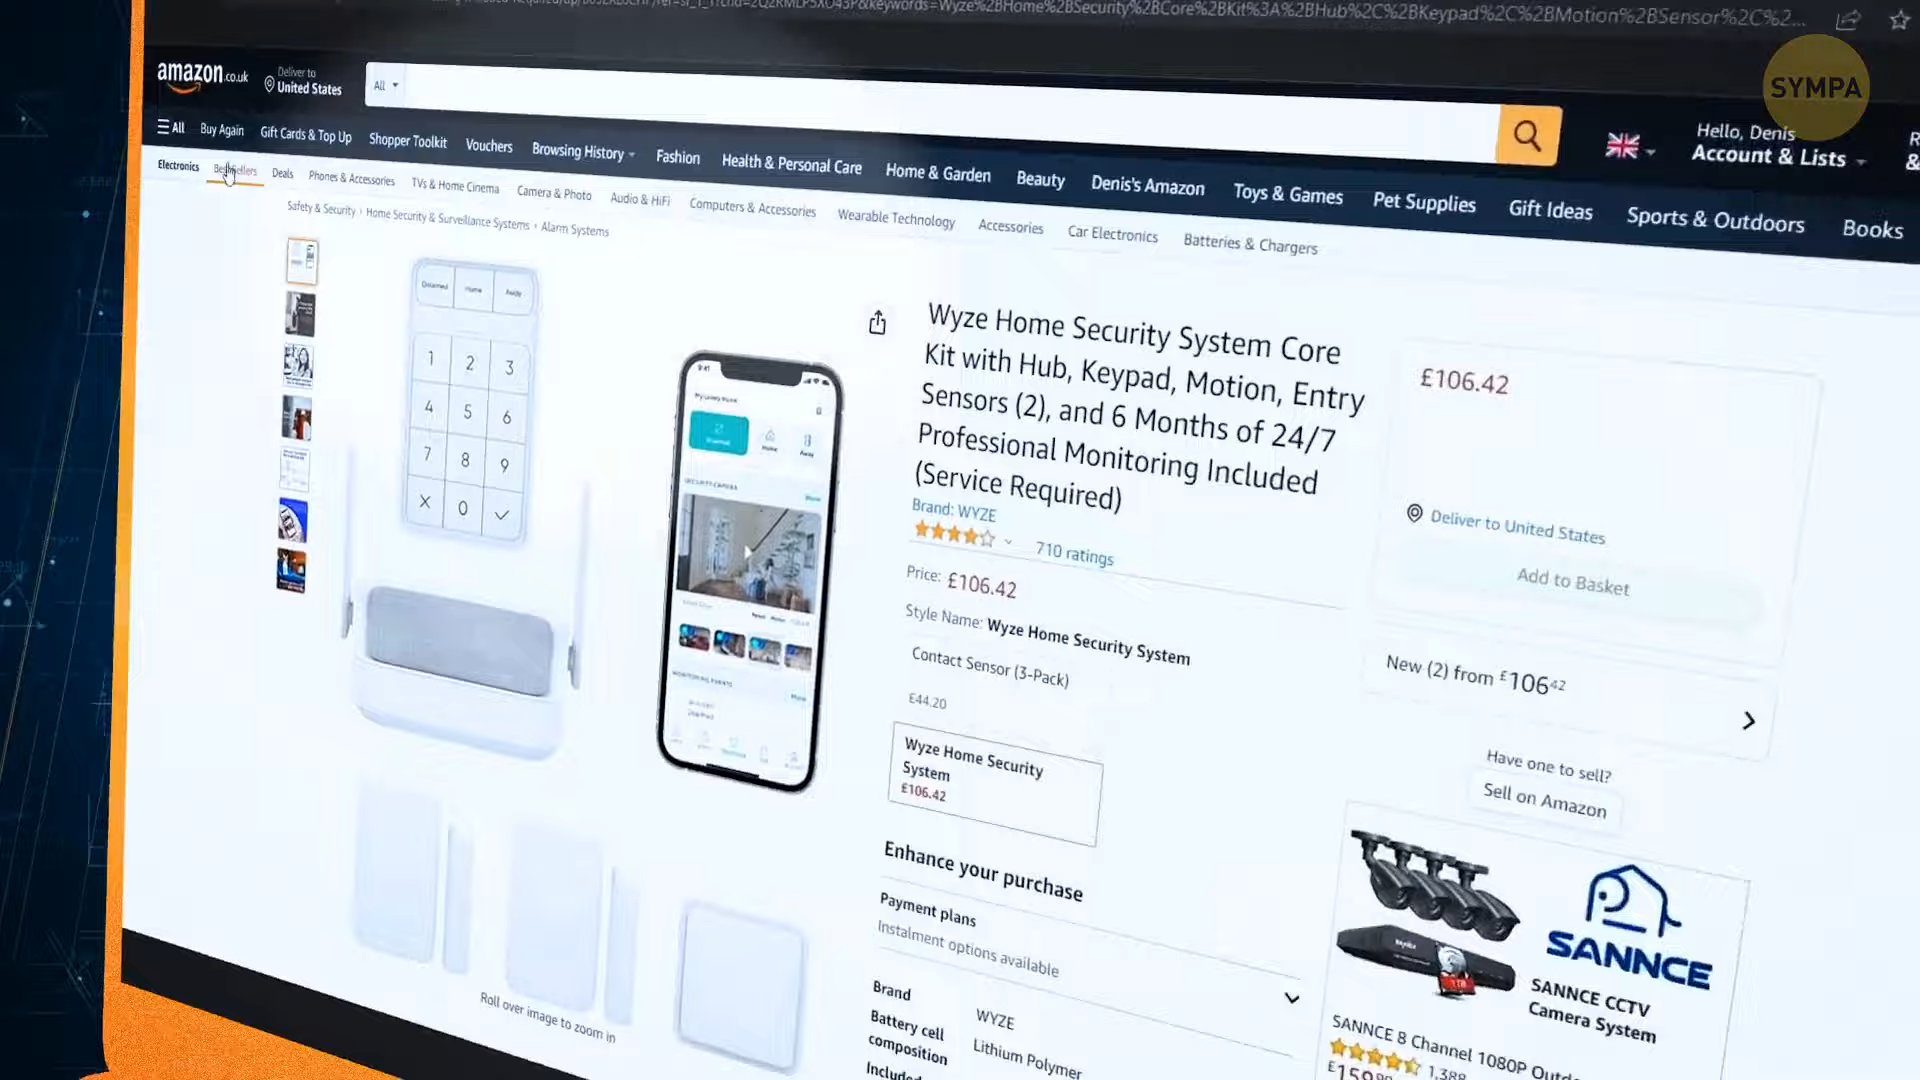 SYMPA
amazon.co.uk
Deliver to
United States
All
Hello, Denis
Account & Lists
All
Buy Again
Gift Cards & Top Up
Shopper Toolkit
Vouchers
Browsing History
Fashion
Health & Personal Care
Home & Garden
Beauty
Denis's Amazon
Toys & Games
Pet Supplies
Gift Ideas
Sports & Outdoors
Books
Electronics
Best Sellers
Deals
Phones & Accessories
TVs & Home Cinema
Camera & Photo
Audio & HiFi
Computers & Accessories
Wearable Technology
Accessories
Car Electronics
Batteries & Chargers
Safety & Security › Home Security & Surveillance Systems › Alarm Systems
Disarmed Home Away
1 2 3
4 5 6
7 8 9
X 0
Wyze Home Security System Core
Kit with Hub, Keypad, Motion, Entry
Sensors (2), and 6 Months of 24/7
Professional Monitoring Included
(Service Required)
Brand: WYZE
710 ratings
Price: £106.42
Style Name: Wyze Home Security System
Contact Sensor (3-Pack)
£44.20
Wyze Home Security
System
£106.42
Enhance your purchase
Payment plans
Instalment options available
Brand
WYZE
Battery cell
composition
Lithium Polymer
Roll over image to zoom in
£106.42
Deliver to United States
Add to Basket
New (2) from £106.42
Have one to sell?
Sell on Amazon
SANNCE
SANNCE CCTV
Camera System
SANNCE 8 Channel 1080P
1,388